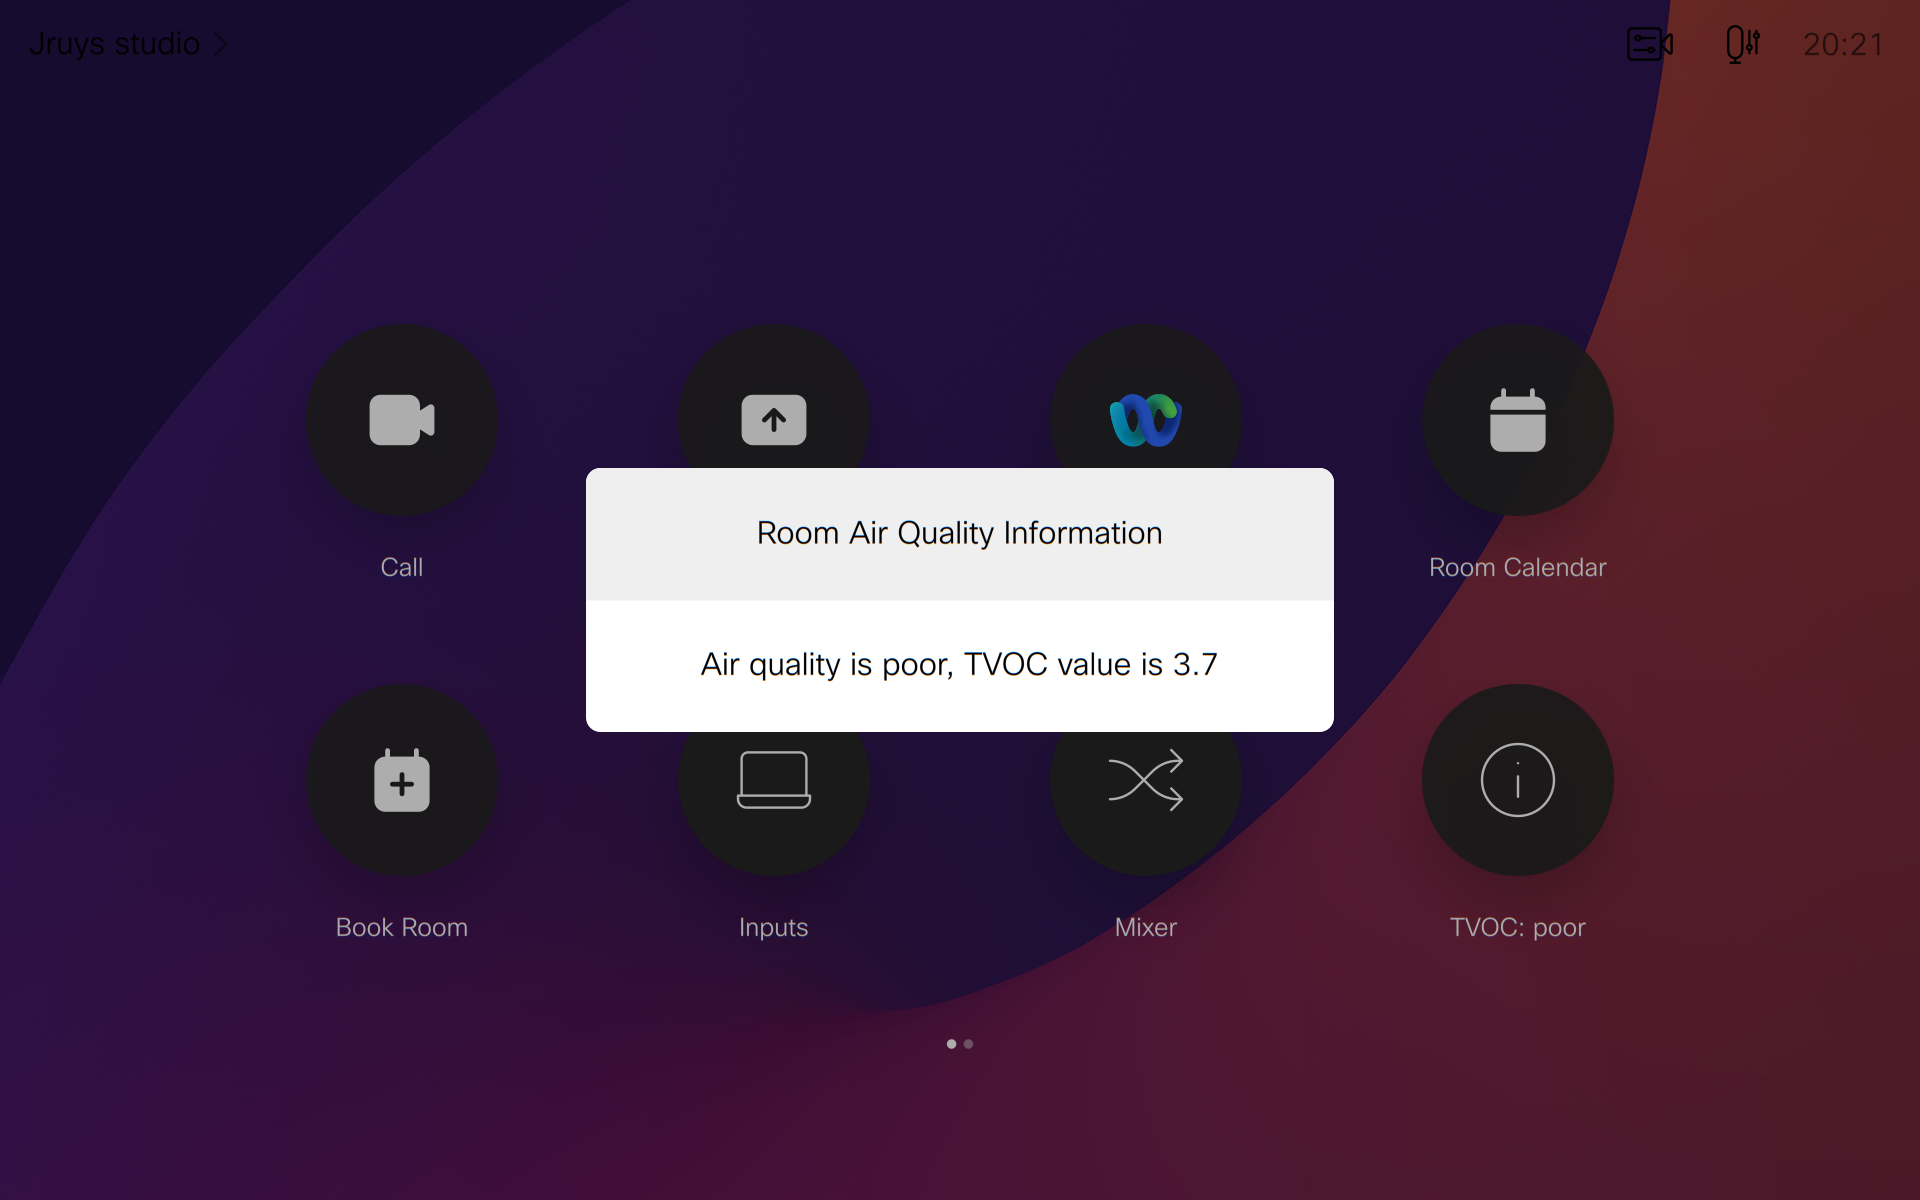 Jruys studio
20:21
Room Air Quality Information
Air quality is poor, TVOC value is 3.7
Call
Room Calendar
Book Room
Inputs
Mixer
TVOC: poor